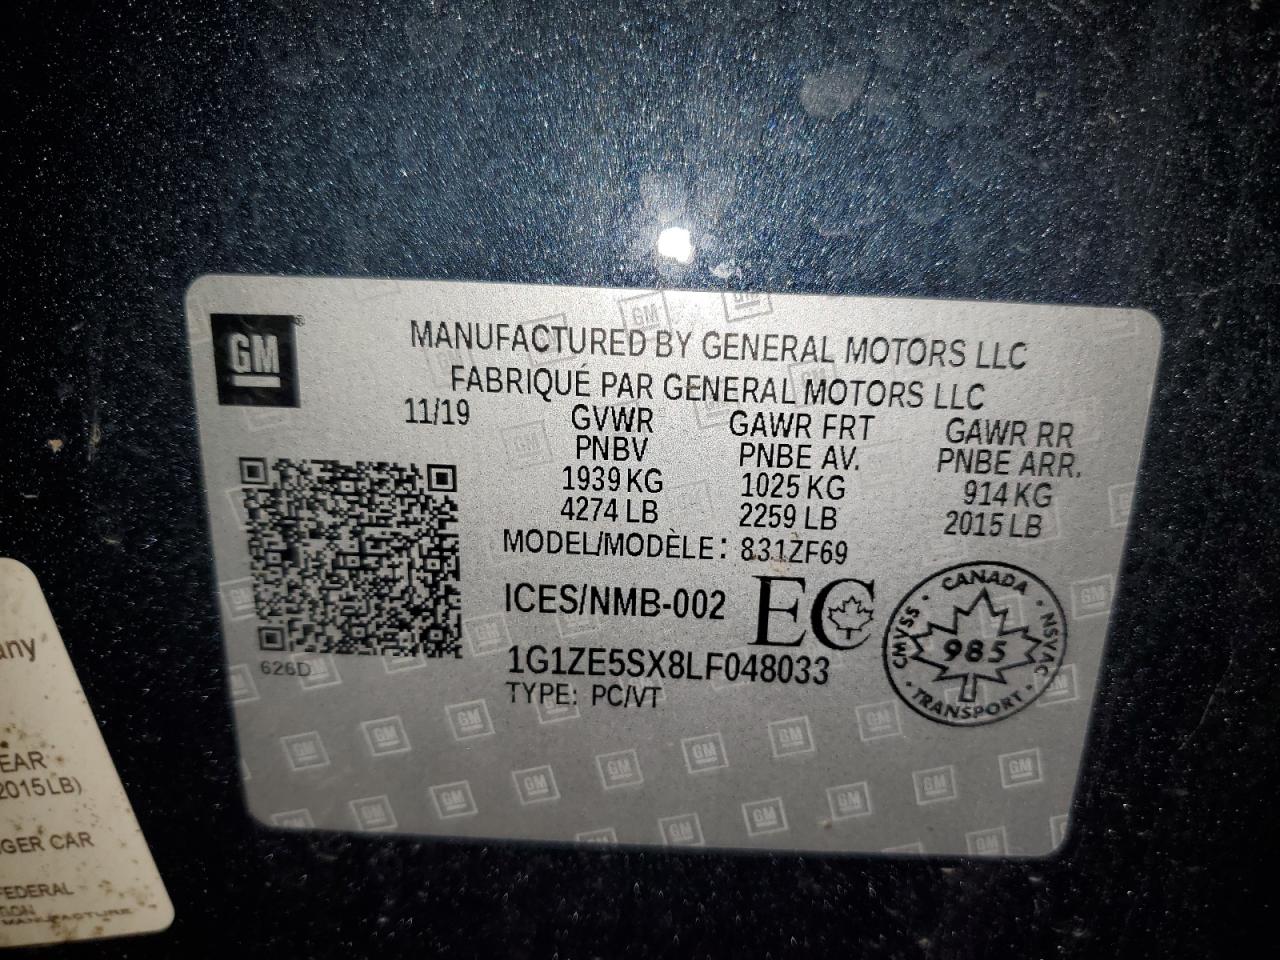 GM
MANUFACTURED BY GENERAL MOTORS LLC
FABRIQUÉ PAR GENERAL MOTORS LLC
11/19
GVWR GAWR FRT GAWR RR
PNBV PNBE AV. PNBE ARR.
1939 KG 1025 KG 914 KG
4274 LB 2259 LB 2015 LB
MODEL/MODÈLE: 831ZF69
ICES/NMB-002 EC
626D
1G1ZE5SX8LF048033
TYPE: PC/VT
CANADA
CMVSS · NSVAC
985
TRANSPORT
EAR
2015LB)
GER CAR
FEDERAL
MANUFACTURE